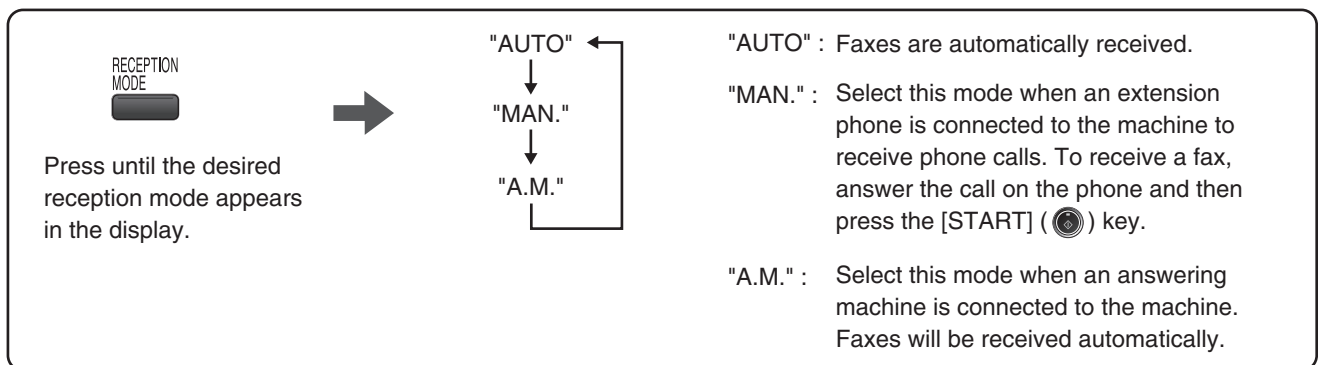 RECEPTION
MODE
Press until the desired
reception mode appears
in the display.
"AUTO"
"MAN."
"A.M."
"AUTO" : Faxes are automatically received.
"MAN." : Select this mode when an extension
phone is connected to the machine to
receive phone calls. To receive a fax,
answer the call on the phone and then
press the [START] ( ) key.
"A.M." : Select this mode when an answering
machine is connected to the machine.
Faxes will be received automatically.